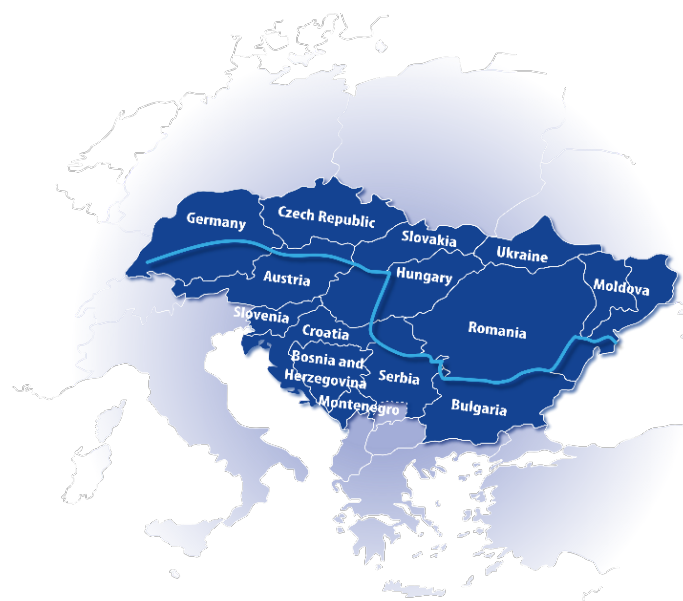 Germany
Czech Republic
Slovakia
Ukraine
Austria
Hungary
Moldova
Slovenia
Croatia
Romania
Bosnia and
Herzegovina
Serbia
Montenegro
Bulgaria